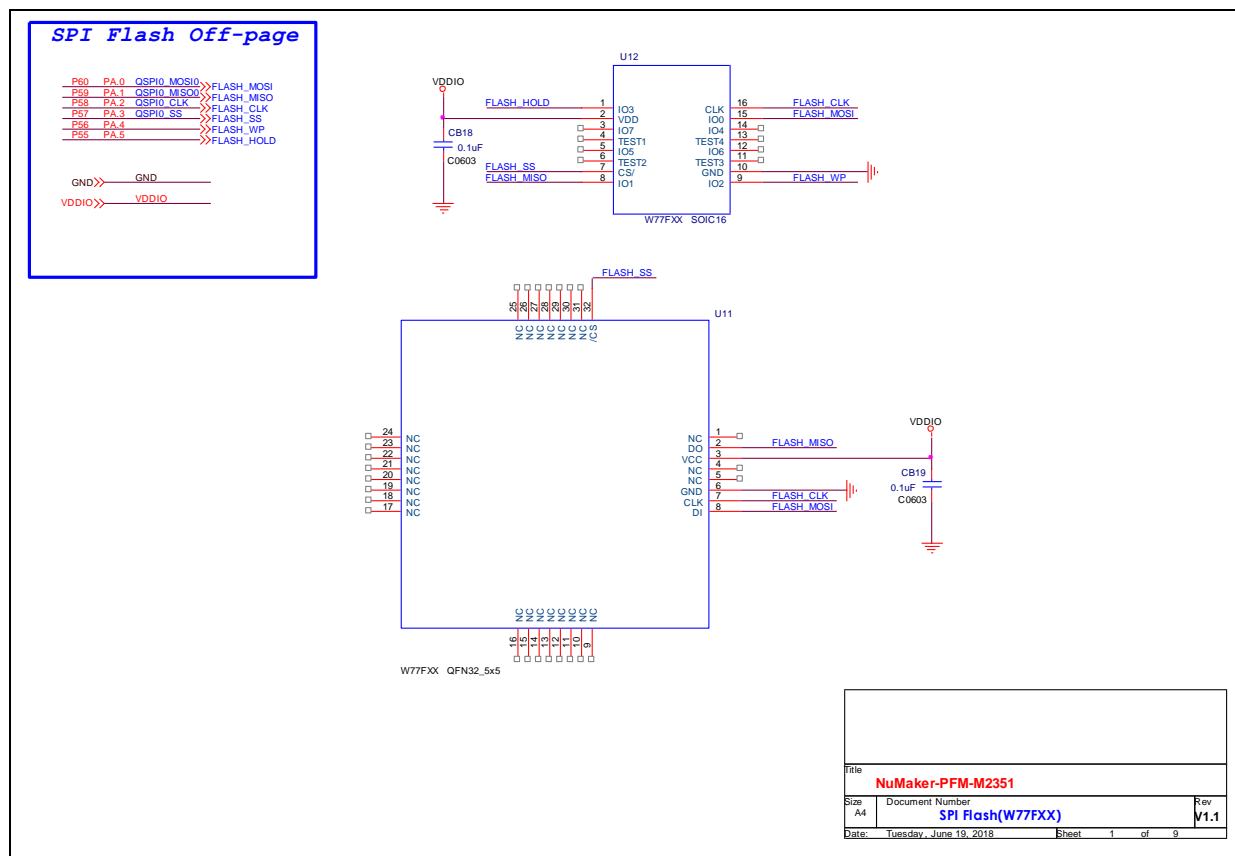 SPI Flash Off-page
P60 PA.0 QSPI0_MOSI0 FLASH_MOSI
P59 PA.1 QSPI0_MISO0 FLASH_MISO
P58 PA.2 QSPI0_CLK FLASH_CLK
P57 PA.3 QSPI0_SS FLASH_SS
P56 PA.4 FLASH_WP
P55 PA.5 FLASH_HOLD
GND GND
VDDIO VDDIO
U12
VDDIO
CB18
0.1uF
C0603
FLASH_HOLD 1 IO3 CLK 16 FLASH_CLK
2 VDD IO0 15 FLASH_MOSI
3 IO7 IO4 14
4 TEST1 TEST4 13
5 IO5 IO6 12
6 TEST2 TEST3 11
FLASH_SS 7 CS/ GND 10
FLASH_MISO 8 IO1 IO2 9 FLASH_WP
W77FXX SOIC16
FLASH_SS
25 26 27 28 29 30 31 32
NC NC NC NC NC NC NC /CS
U11
24 NC
23 NC
22 NC
21 NC
20 NC
19 NC
18 NC
17 NC
NC 1
DO 2 FLASH_MISO
VCC 3
NC 4
NC 5
GND 6
CLK 7 FLASH_CLK
DI 8 FLASH_MOSI
VDDIO
CB19
0.1uF
C0603
NC NC NC NC NC NC NC NC
16 15 14 13 12 11 10 9
W77FXX QFN32_5x5
Title
NuMaker-PFM-M2351
Size Document Number Rev
A4 SPI Flash(W77FXX) V1.1
Date: Tuesday, June 19, 2018 Sheet 1 of 9